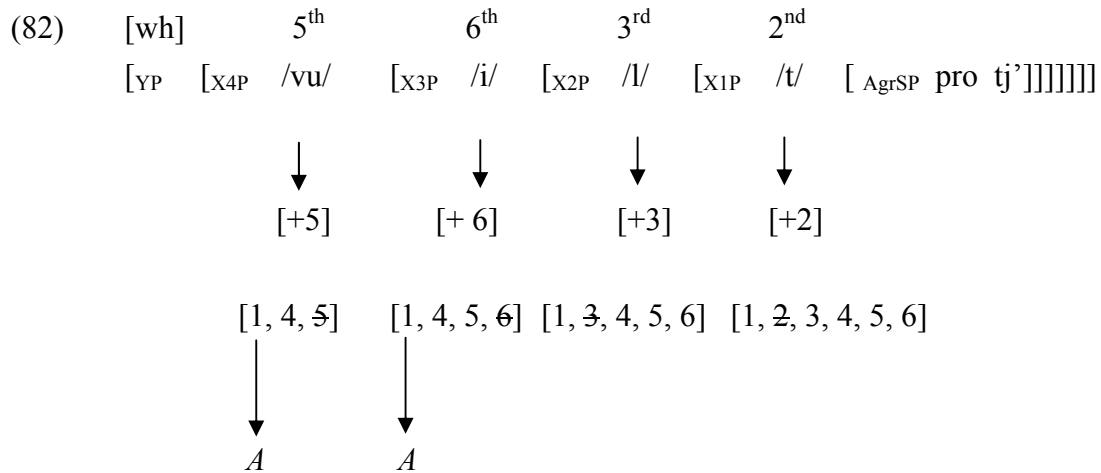 (82) [wh] 5th 6th 3rd 2nd
[YP [X4P /vu/ [X3P /i/ [X2P /l/ [X1P /t/ [ AgrSP pro tj’]]]]]]]
[+5] [+ 6] [+3] [+2]
[1, 4, 5] [1, 4, 5, 6] [1, 3, 4, 5, 6] [1, 2, 3, 4, 5, 6]
A A